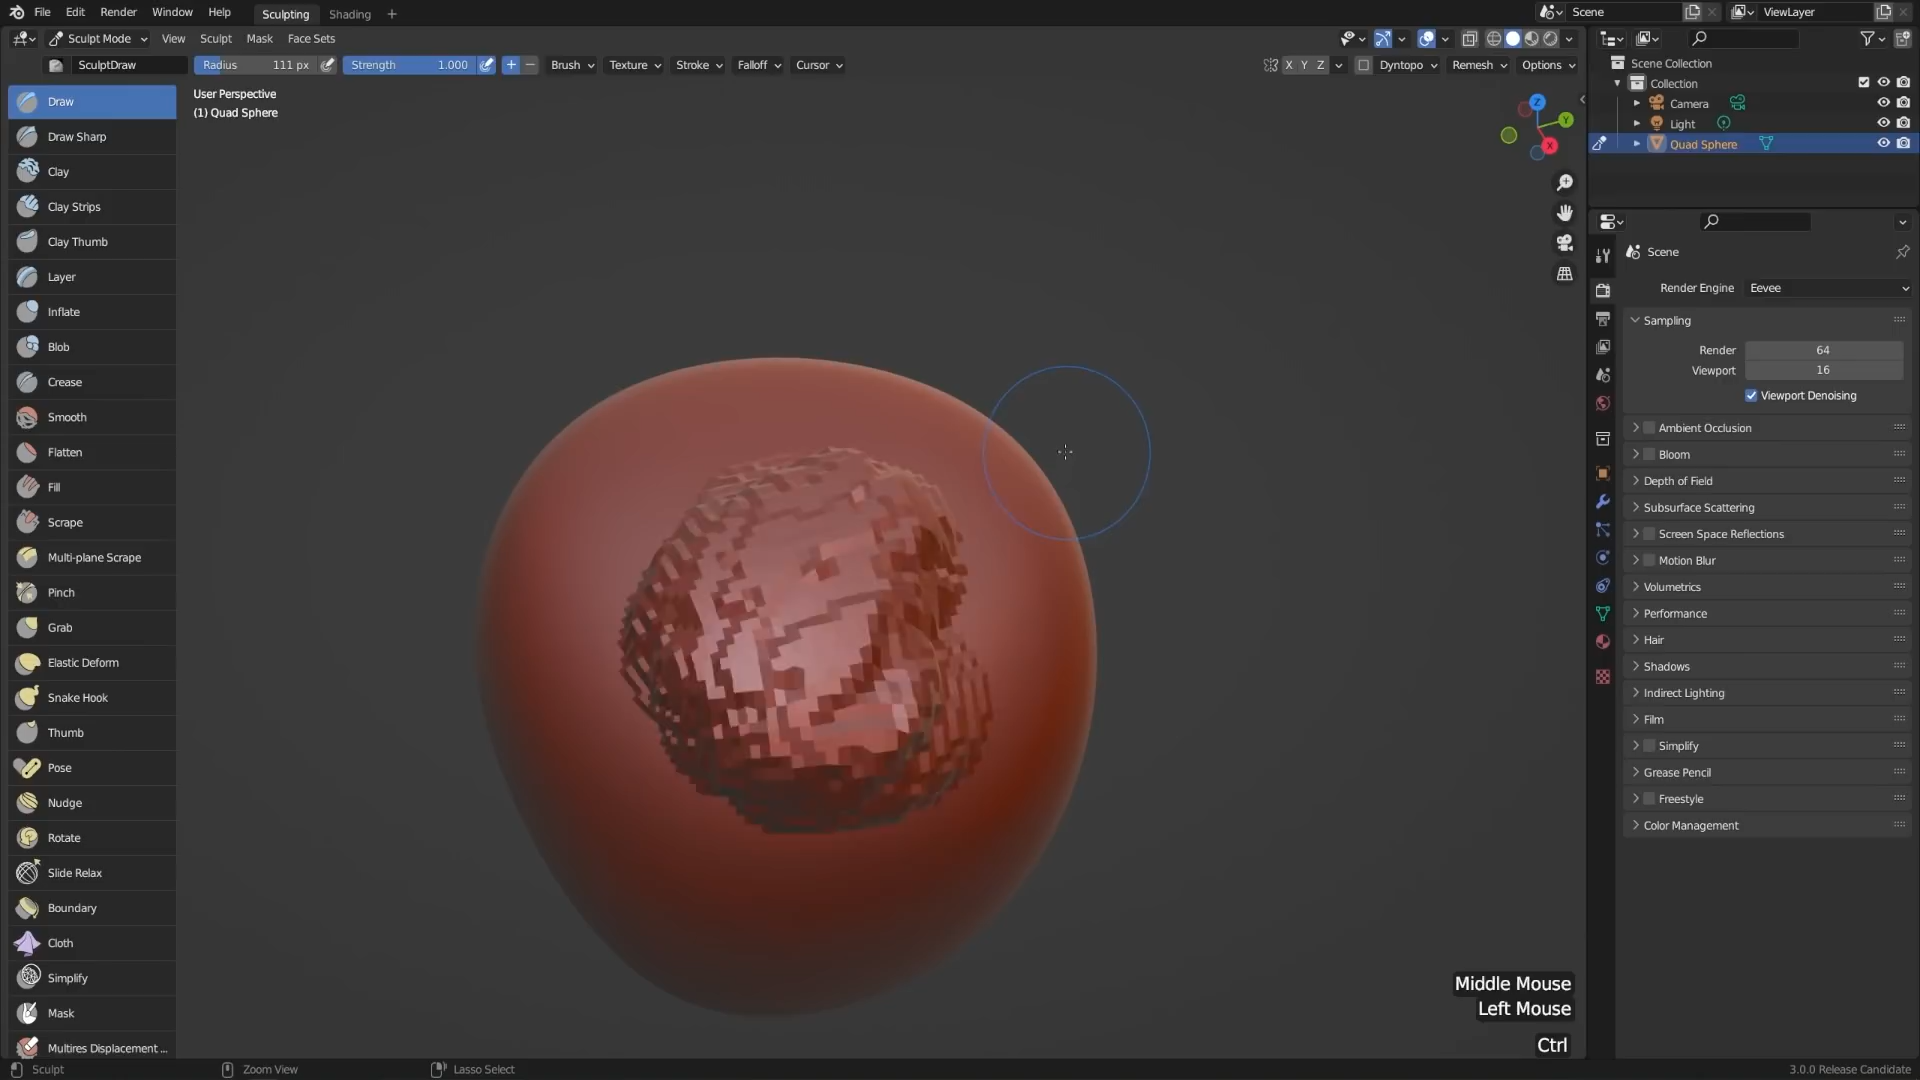 File Edit Render Window Help Sculpting Shading + Scene ViewLayer
Sculpt Mode View Sculpt Mask Face Sets
SculptDraw Radius 111 px Strength 1.000 + − Brush Texture Stroke Falloff Cursor X Y Z Dyntopo Remesh Options
User Perspective
(1) Quad Sphere
Draw
Draw Sharp
Clay
Clay Strips
Clay Thumb
Layer
Inflate
Blob
Crease
Smooth
Flatten
Fill
Scrape
Multi-plane Scrape
Pinch
Grab
Elastic Deform
Snake Hook
Thumb
Pose
Nudge
Rotate
Slide Relax
Boundary
Cloth
Simplify
Mask
Multires Displacement ...
Z
Y
X
Middle Mouse
Left Mouse
Ctrl
Scene Collection
Collection
Camera
Light
Quad Sphere
Scene
Render Engine Eevee
Sampling
Render 64
Viewport 16
Viewport Denoising
Ambient Occlusion
Bloom
Depth of Field
Subsurface Scattering
Screen Space Reflections
Motion Blur
Volumetrics
Performance
Hair
Shadows
Indirect Lighting
Film
Simplify
Grease Pencil
Freestyle
Color Management
Sculpt Zoom View Lasso Select 3.0.0 Release Candidate